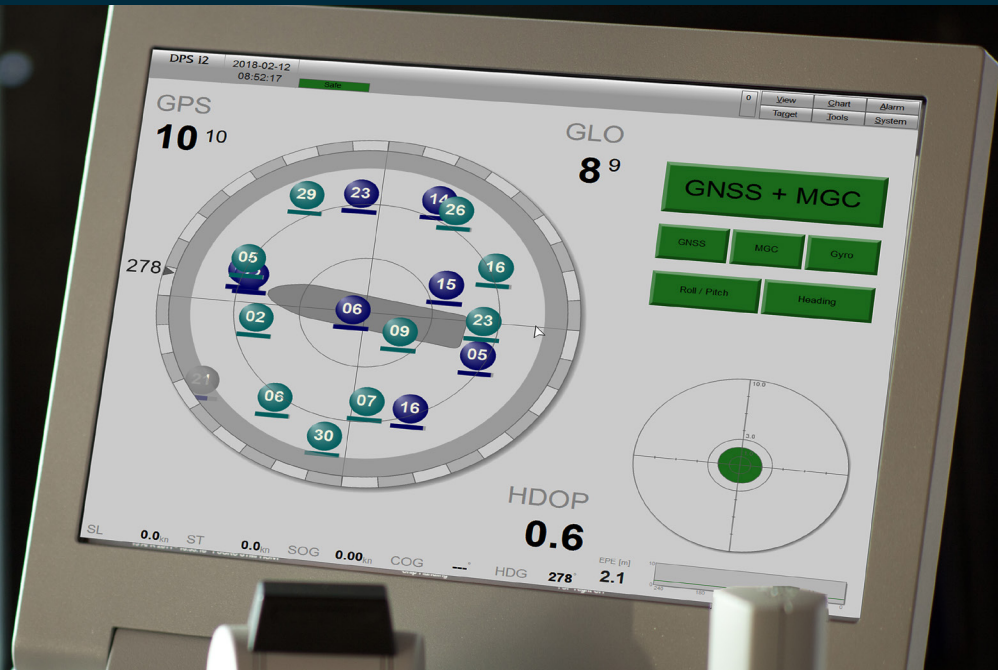 DPS i2
2018-02-12
08:52:17
Safe
0
View
Chart
Alarm
Target
Tools
System
GPS
10 10
GLO
8 9
GNSS + MGC
GNSS
MGC
Gyro
Roll / Pitch
Heading
29
23
14
26
05
16
278
15
06
02
09
23
05
21
06
07
16
30
10.0
3.0
HDOP
0.6
SL
0.0kn
ST
0.0kn
SOG
0.00kn
COG
---°
HDG
278°
EPE [m]
2.1
240
180
0